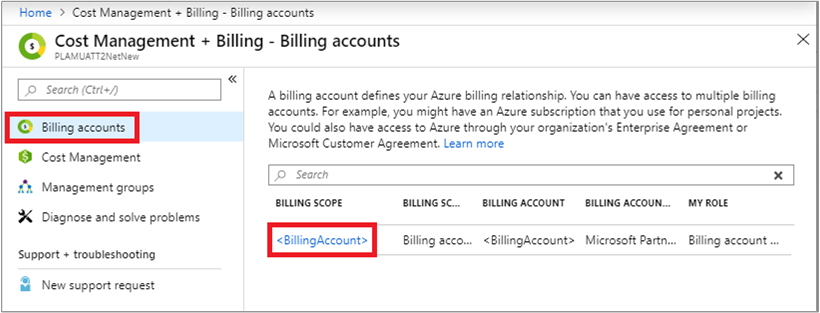 Home > Cost Management + Billing - Billing accounts
Cost Management + Billing - Billing accounts
PLAMUATT2NetNew
Search (Ctrl+/)
Billing accounts
Cost Management
Management groups
Diagnose and solve problems
Support + troubleshooting
New support request
A billing account defines your Azure billing relationship. You can have access to multiple billing
accounts. For example, you might have an Azure subscription that you use for personal projects.
You could also have access to Azure through your organization's Enterprise Agreement or
Microsoft Customer Agreement. Learn more
Search
BILLING SCOPE BILLING SC... BILLING ACCOUNT BILLING ACCOUN... MY ROLE
<BillingAccount> Billing acco... <BillingAccount> Microsoft Partn... Billing account ...